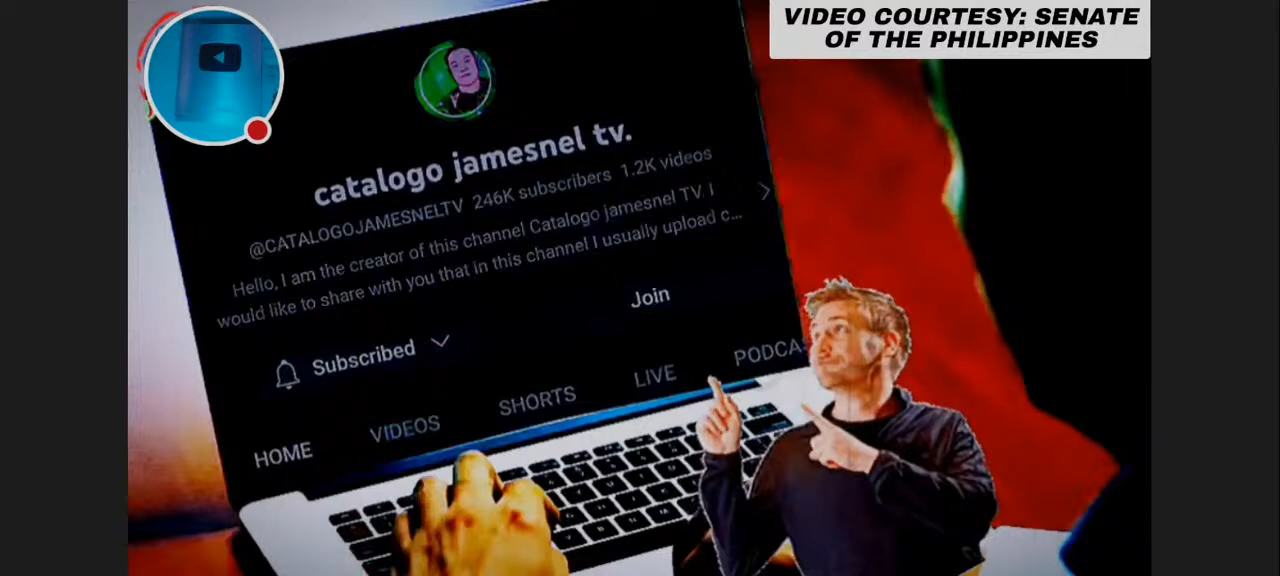 VIDEO COURTESY: SENATE
OF THE PHILIPPINES
catalogo jamesnel tv.
@CATALOGOJAMESNELTV 246K subscribers 1.2K videos
Hello, I am the creator of this channel Catalogo jamesnel TV. I
would like to share with you that in this channel I usually upload c...
Join
Subscribed
HOME VIDEOS SHORTS LIVE PODCA